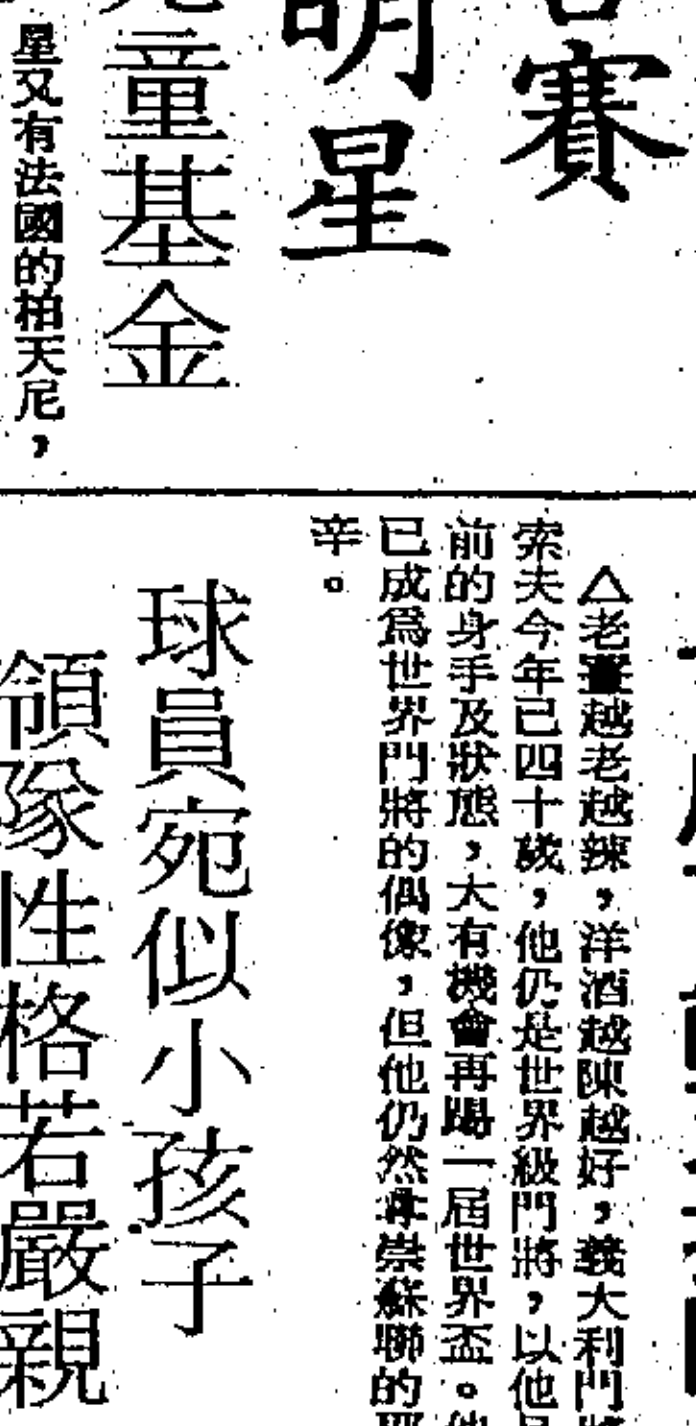 賽
明星
童基金
星又有法國的柏天尼，
△老薑越老越辣，洋酒越陳越好，義大利門將
索夫今年已四十歲，他仍是世界級門將，以他
前的身手及狀態，大有機會再踢一屆世界盃。他
已成爲世界門將的偶像，但他仍然尊崇蘇聯的耶
辛。
球員宛似小孩子
領隊性格若嚴親